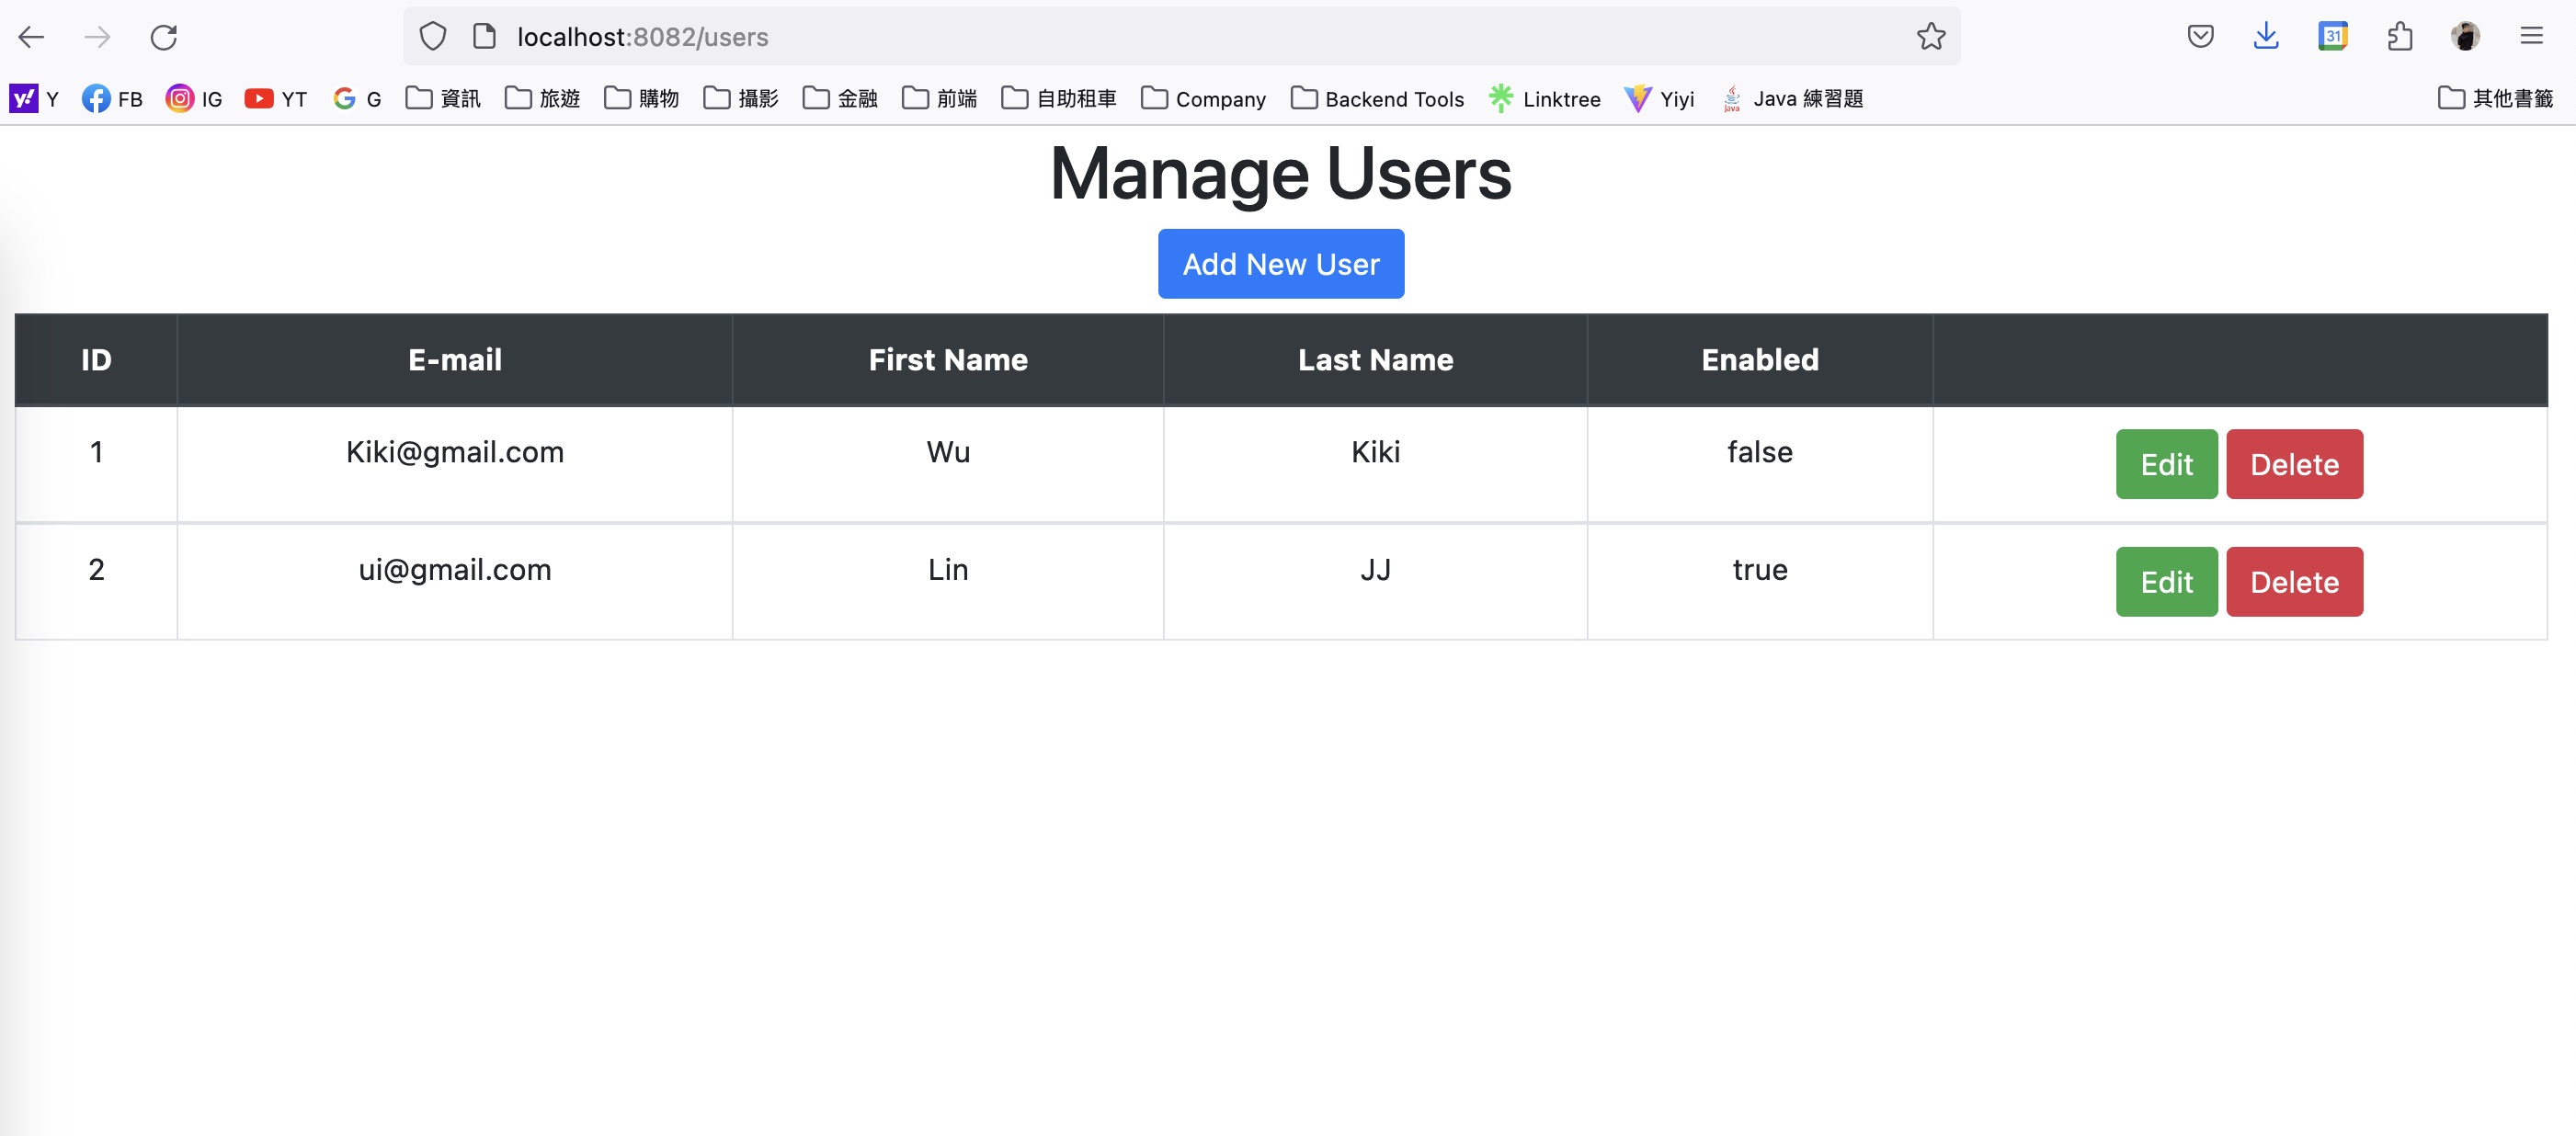 localhost:8082/users
31
Y FB IG YT G 資訊 旅遊 購物 攝影 金融 前端 自助租車 Company Backend Tools Linktree Yiyi Java 練習題 其他書籤
Manage Users
Add New User
ID E-mail First Name Last Name Enabled
1 Kiki@gmail.com Wu Kiki false Edit Delete
2 ui@gmail.com Lin JJ true Edit Delete